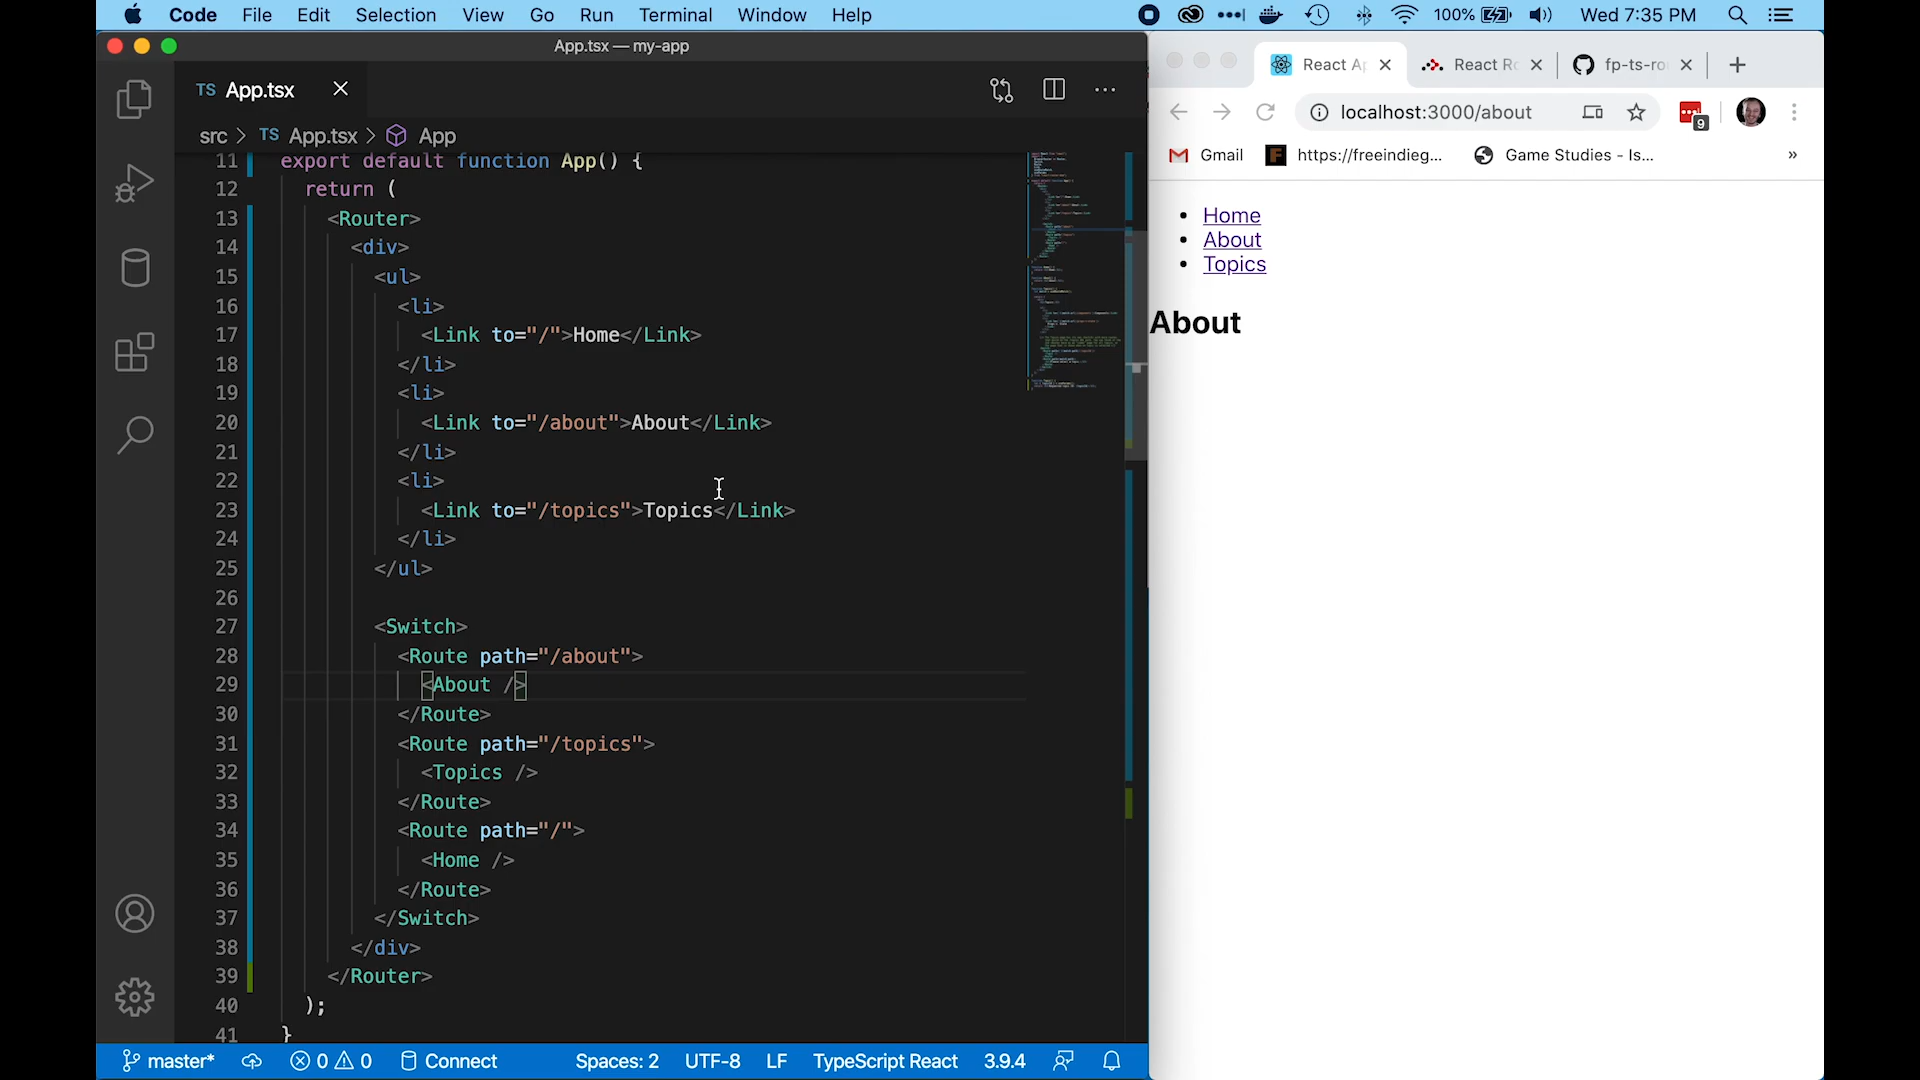 Code File Edit Selection View Go Run Terminal Window Help 100% Wed 7:35 PM
App.tsx — my-app
TS App.tsx
src > TS App.tsx > App
11 export default function App() {
12 return (
13 <Router>
14 <div>
15 <ul>
16 <li>
17 <Link to="/">Home</Link>
18 </li>
19 <li>
20 <Link to="/about">About</Link>
21 </li>
22 <li>
23 <Link to="/topics">Topics</Link>
24 </li>
25 </ul>
26
27 <Switch>
28 <Route path="/about">
29 <About />
30 </Route>
31 <Route path="/topics">
32 <Topics />
33 </Route>
34 <Route path="/">
35 <Home />
36 </Route>
37 </Switch>
38 </div>
39 </Router>
40 );
41 }
master* 0 0 Connect Spaces: 2 UTF-8 LF TypeScript React 3.9.4
React Ap React Ro fp-ts-ro
localhost:3000/about 9
Gmail F https://freeindieg... Game Studies - Is... »
Home
About
Topics
About